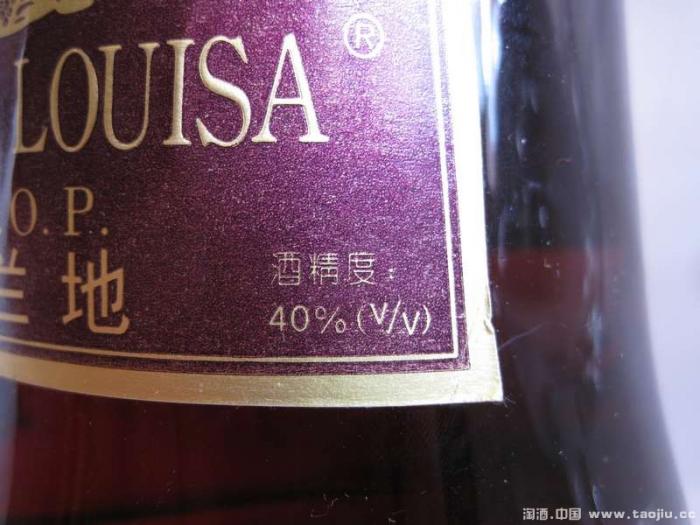 LOUISA ®
.O.P.
兰地
酒精度:
40%(V/V)
淘酒.中国 www.taojiu.cc